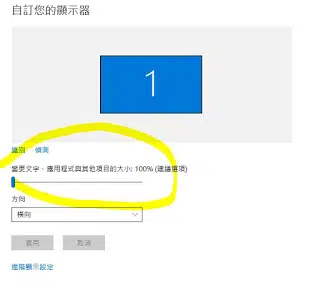 自訂您的顯示器
1
識別 偵測
變更文字、應用程式與其他項目的大小: 100% (建議選項)
方向
橫向
套用 取消
進階顯示設定